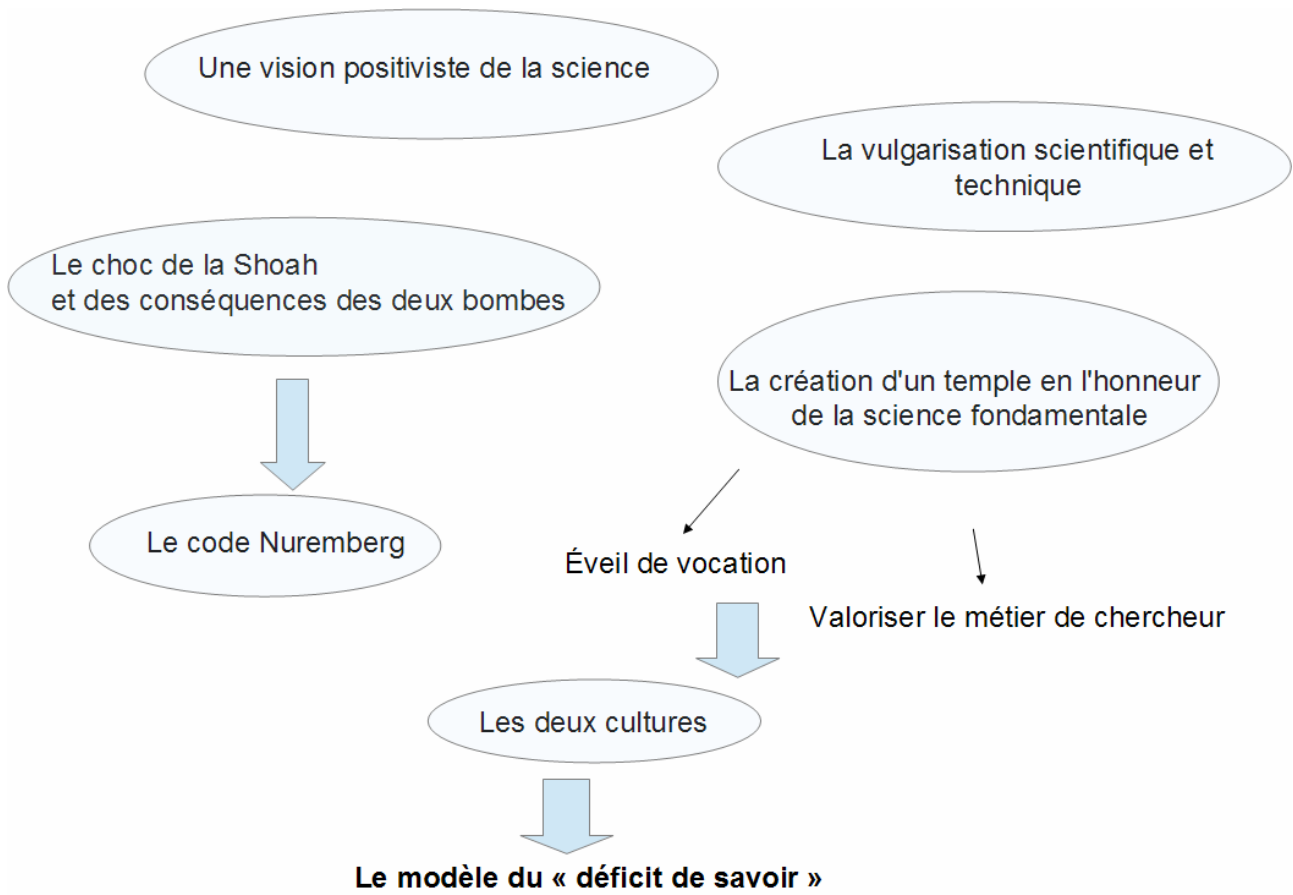 Une vision positiviste de la science
La vulgarisation scientifique et
technique
Le choc de la Shoah
et des conséquences des deux bombes
La création d'un temple en l'honneur
de la science fondamentale
Le code Nuremberg
Éveil de vocation
Valoriser le métier de chercheur
Les deux cultures
Le modèle du « déficit de savoir »